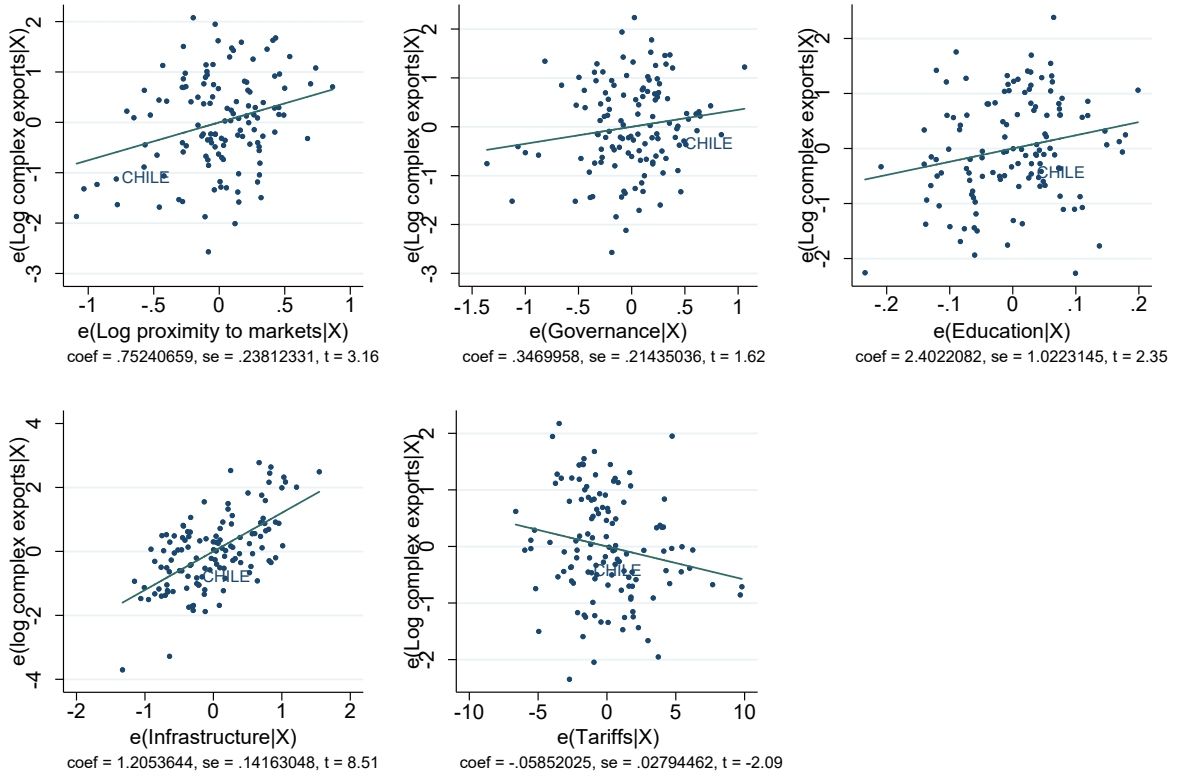 e(Log complex exports|X)
2
1
0
-1
-2
-3
CHILE
-1
-.5
0
.5
1
e(Log proximity to markets|X)
coef = .75240659, se = .23812331, t = 3.16
e(Log complex exports|X)
2
1
0
-1
-2
-3
CHILE
-1.5
-1
-.5
0
.5
1
e(Governance|X)
coef = .3469958, se = .21435036, t = 1.62
e(Log complex exports|X)
2
1
0
-1
-2
CHILE
-.2
-.1
0
.1
.2
e(Education|X)
coef = 2.4022082, se = 1.0223145, t = 2.35
e(log complex exports|X)
4
2
0
-2
-4
CHILE
-2
-1
0
1
2
e(Infrastructure|X)
coef = 1.2053644, se = .14163048, t = 8.51
e(Log complex exports|X)
2
1
0
-1
-2
CHILE
-10
-5
0
5
10
e(Tariffs|X)
coef = -.05852025, se = .02794462, t = -2.09